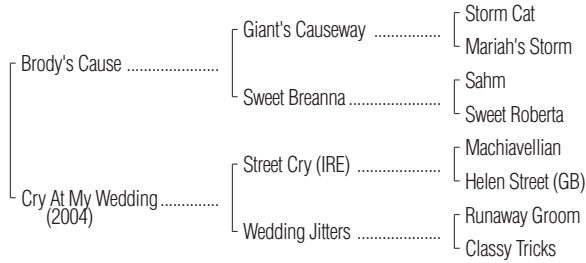 Storm Cat
Giant's Causeway ..................
Mariah's Storm
Brody's Cause .....................
Sahm
Sweet Breanna .....................
Sweet Roberta
Machiavellian
Street Cry (IRE) ...................
Helen Street (GB)
Cry At My Wedding .............
(2004)
Runaway Groom
Wedding Jitters .....................
Classy Tricks